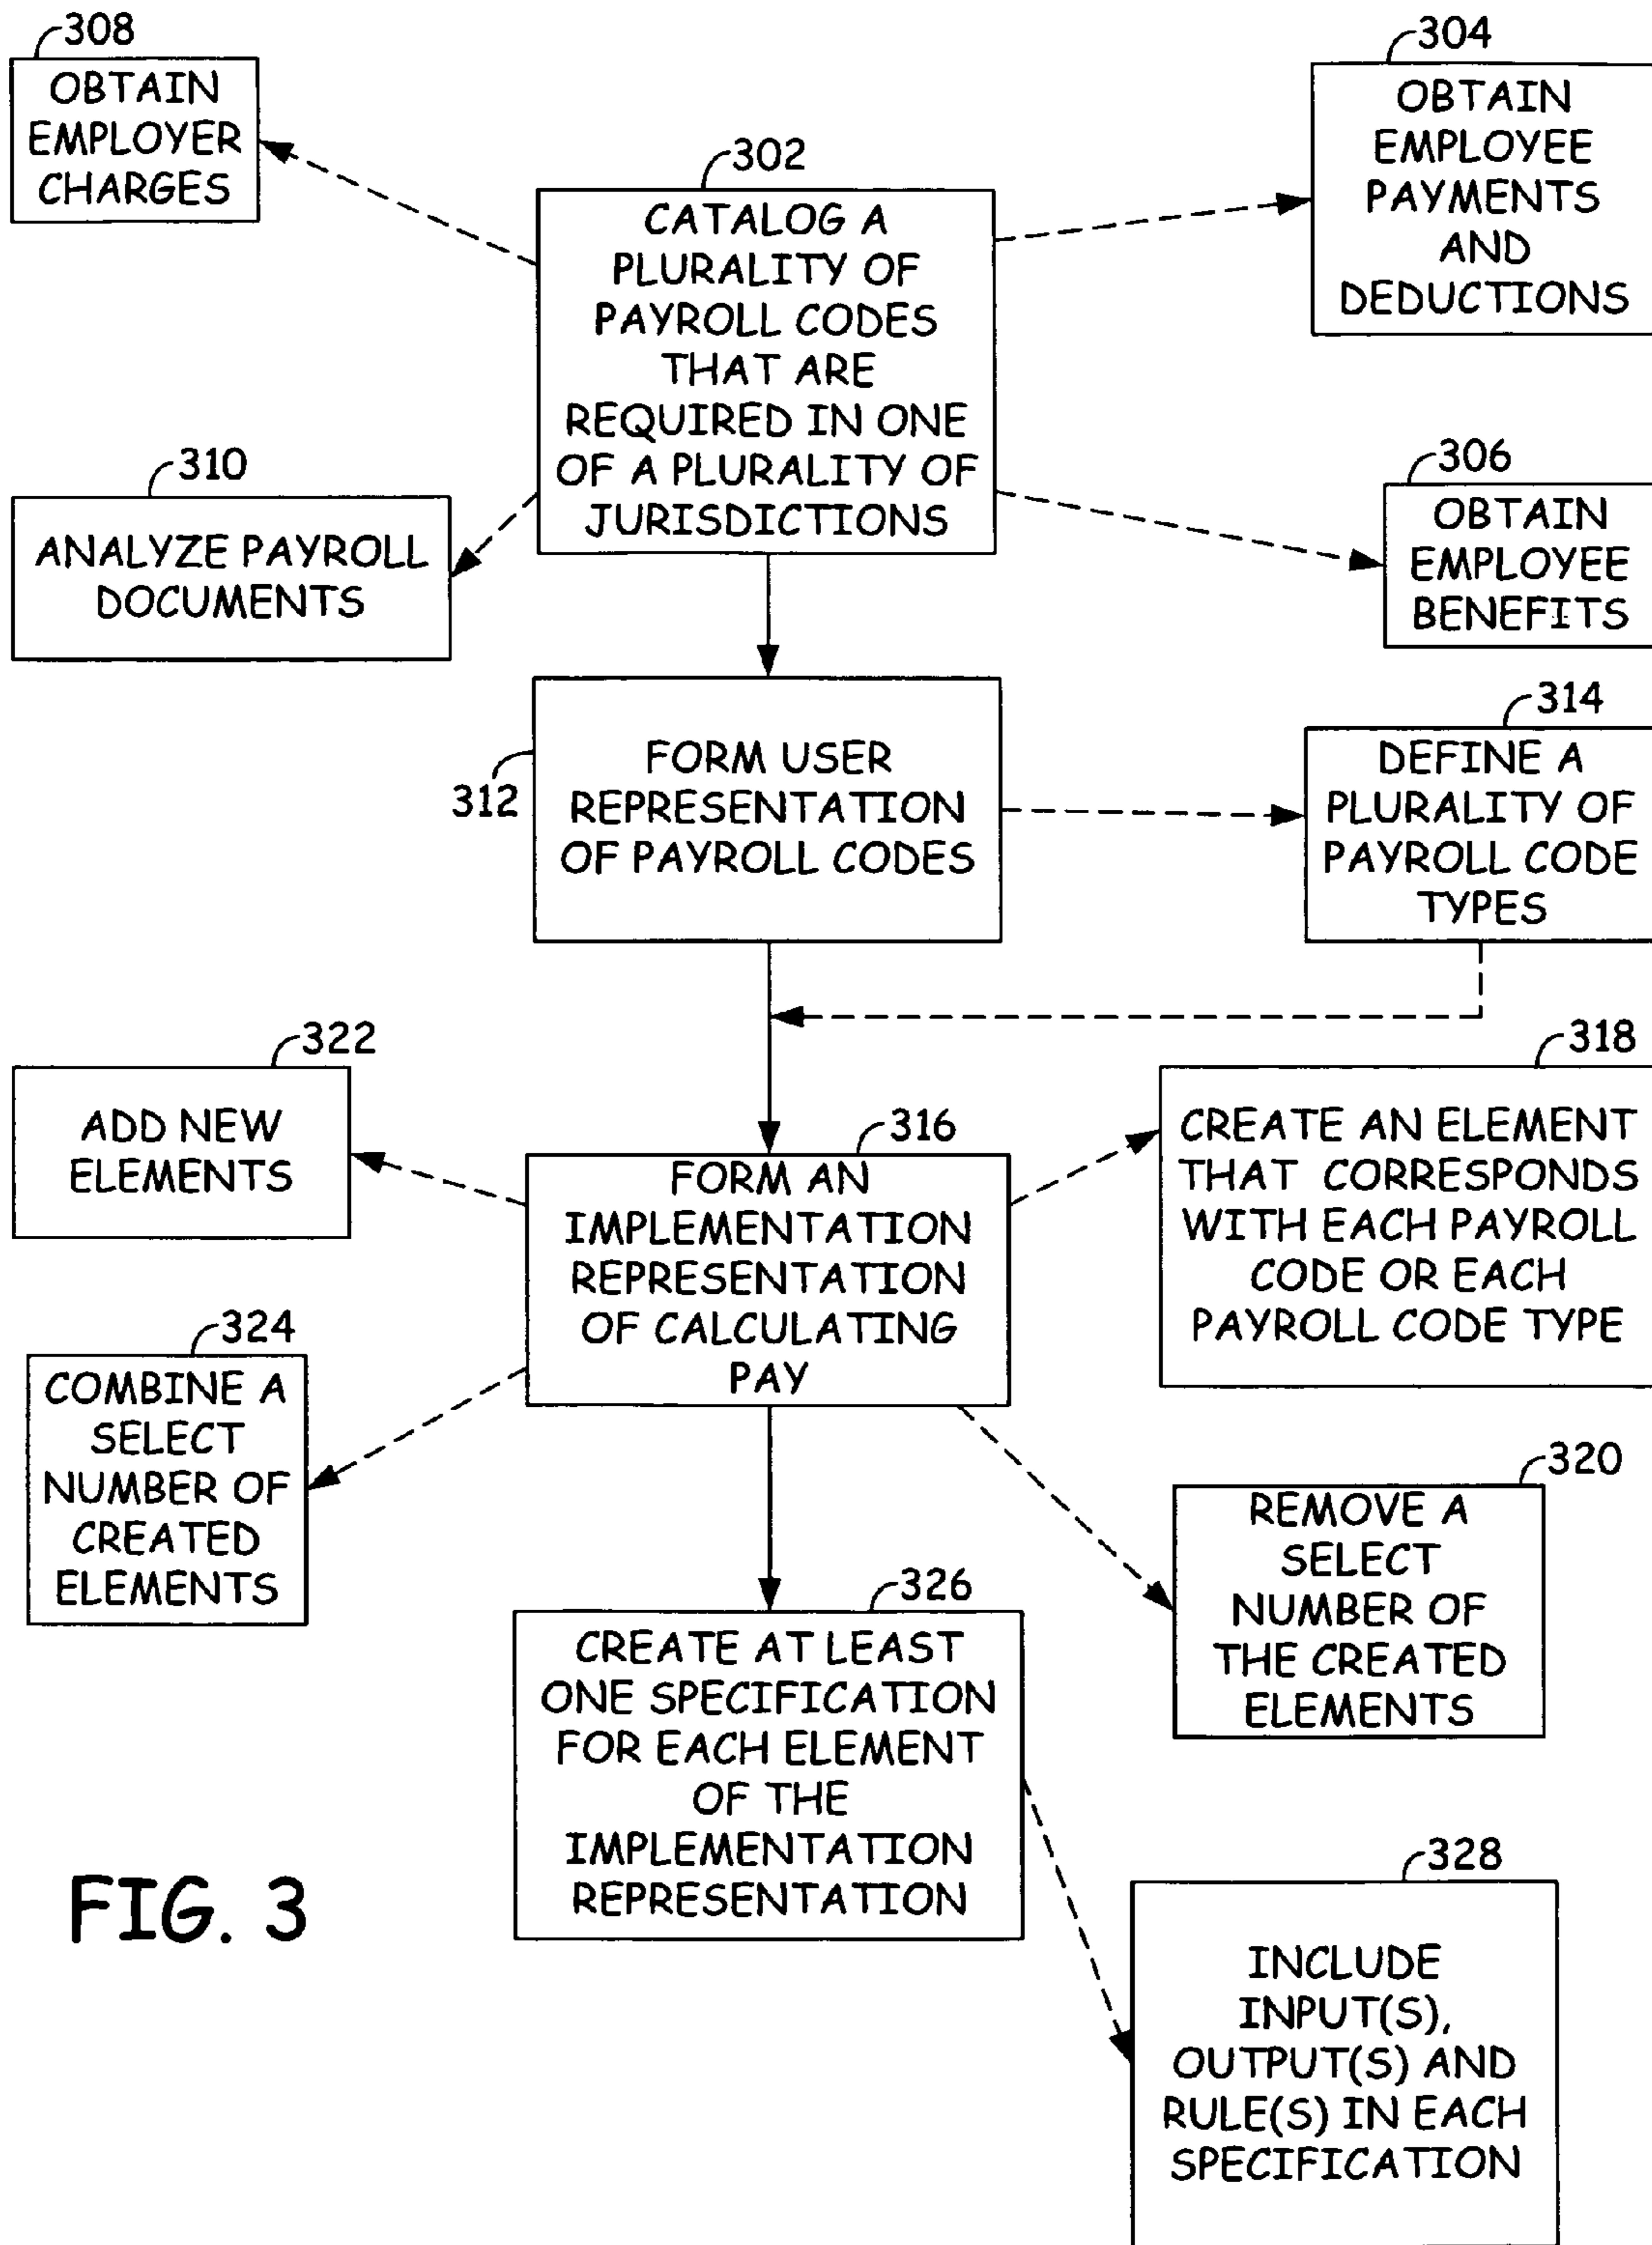 308
OBTAIN
EMPLOYER
CHARGES
304
OBTAIN
EMPLOYEE
PAYMENTS
AND
DEDUCTIONS
302
CATALOG A
PLURALITY OF
PAYROLL CODES
THAT ARE
REQUIRED IN ONE
OF A PLURALITY OF
JURISDICTIONS
310
ANALYZE PAYROLL
DOCUMENTS
306
OBTAIN
EMPLOYEE
BENEFITS
312
FORM USER
REPRESENTATION
OF PAYROLL CODES
314
DEFINE A
PLURALITY OF
PAYROLL CODE
TYPES
322
ADD NEW
ELEMENTS
316
FORM AN
IMPLEMENTATION
REPRESENTATION
OF CALCULATING
PAY
318
CREATE AN ELEMENT
THAT CORRESPONDS
WITH EACH PAYROLL
CODE OR EACH
PAYROLL CODE TYPE
324
COMBINE A
SELECT
NUMBER OF
CREATED
ELEMENTS
320
REMOVE A
SELECT
NUMBER OF
THE CREATED
ELEMENTS
326
CREATE AT LEAST
ONE SPECIFICATION
FOR EACH ELEMENT
OF THE
IMPLEMENTATION
REPRESENTATION
328
INCLUDE
INPUT(S),
OUTPUT(S) AND
RULE(S) IN EACH
SPECIFICATION
FIG. 3